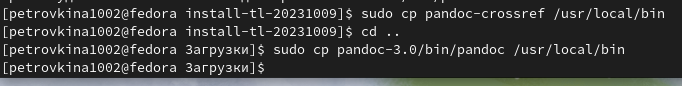 [petrovkina1002@fedora install-tl-20231009]$ sudo cp pandoc-crossref /usr/local/bin
[petrovkina1002@fedora install-tl-20231009]$ cd ..
[petrovkina1002@fedora Загрузки]$ sudo cp pandoc-3.0/bin/pandoc /usr/local/bin
[petrovkina1002@fedora Загрузки]$